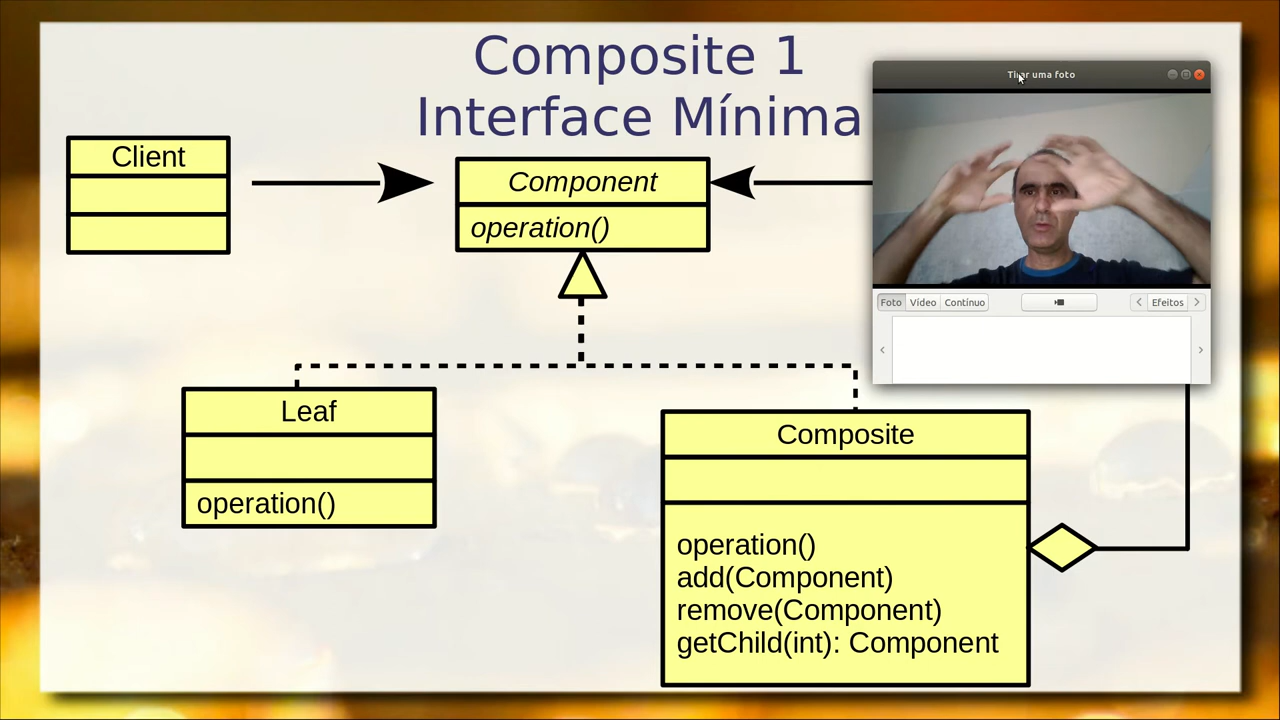 Composite 1
Interface Mínima
Client
Component
operation()
Tirar uma foto
Foto
Vídeo
Contínuo
Efeitos
Leaf
operation()
Composite
operation()
add(Component)
remove(Component)
getChild(int): Component